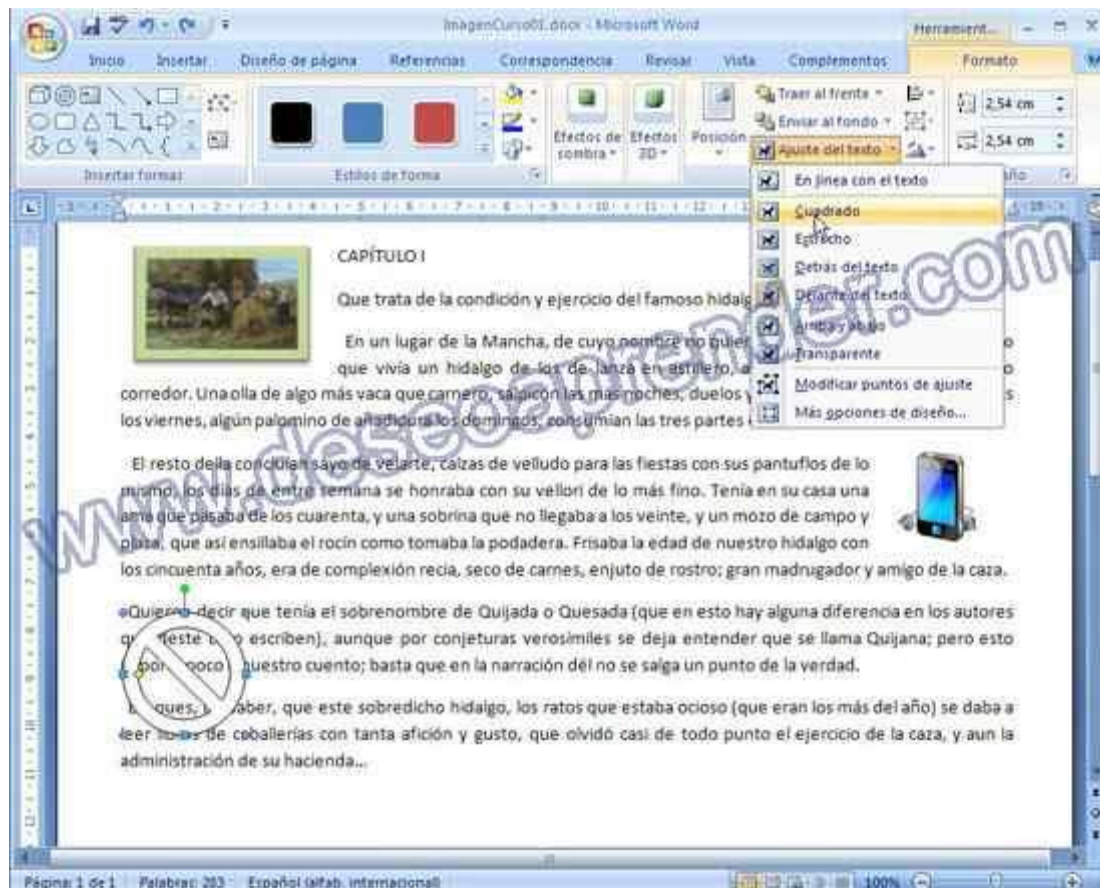 ImagenCurso01.docx - Microsoft Word
Herramient...
Inicio Insertar Diseño de página Referencias Correspondencia Revisar Vista Complementos Formato
Traer al frente
2,54 cm
Efectos de sombra
Efectos 3D
Posición
Enviar al fondo
2,54 cm
Ajuste del texto
Insertar formas
Estilos de forma
En línea con el texto
Cuadrado
Estrecho
Detrás del texto
Delante del texto
Arriba y abajo
Transparente
Modificar puntos de ajuste
Más opciones de diseño...
CAPÍTULO I
Que trata de la condición y ejercicio del famoso hidalg
En un lugar de la Mancha, de cuyo nombre no quier
que vivía un hidalgo de los de lanza en astillero, a
corredor. Una olla de algo más vaca que carnero, salpicón las más noches, duelos y
los viernes, algún palomino de añadidura los domingos, consumían las tres partes
El resto della concluían sayo de velarte, calzas de velludo para las fiestas con sus pantuflos de lo
mismo, los días de entre semana se honraba con su vellori de lo más fino. Tenía en su casa una
ama que pasaba de los cuarenta, y una sobrina que no llegaba a los veinte, y un mozo de campo y
plaza, que así ensillaba el rocín como tomaba la podadera. Frisaba la edad de nuestro hidalgo con
los cincuenta años, era de complexión recia, seco de carnes, enjuto de rostro; gran madrugador y amigo de la caza.
Quieren decir que tenía el sobrenombre de Quijada o Quesada (que en esto hay alguna diferencia en los autores
que deste escriben), aunque por conjeturas verosímiles se deja entender que se llama Quijana; pero esto
poco nuestro cuento; basta que en la narración dél no se salga un punto de la verdad.
pues, saber, que este sobredicho hidalgo, los ratos que estaba ocioso (que eran los más del año) se daba a
leer de caballerías con tanta afición y gusto, que olvidó casi de todo punto el ejercicio de la caza, y aun la
administración de su hacienda...
www.deseoaprender.com
Página: 1 de 1 Palabras: 203 Español (alfab. internacional) 100%